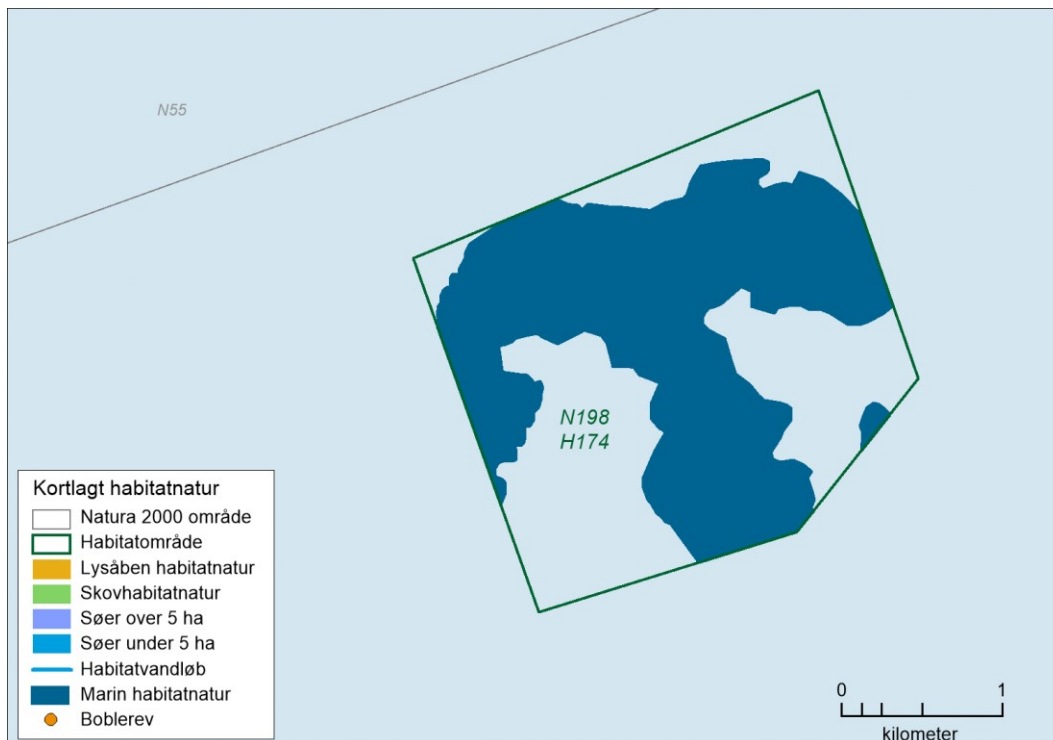 N55
N198
H174
Kortlagt habitatnatur
Natura 2000 område
Habitatområde
Lysåben habitatnatur
Skovhabitatnatur
Søer over 5 ha
Søer under 5 ha
Habitatvandløb
Marin habitatnatur
Boblerev
0 1
kilometer